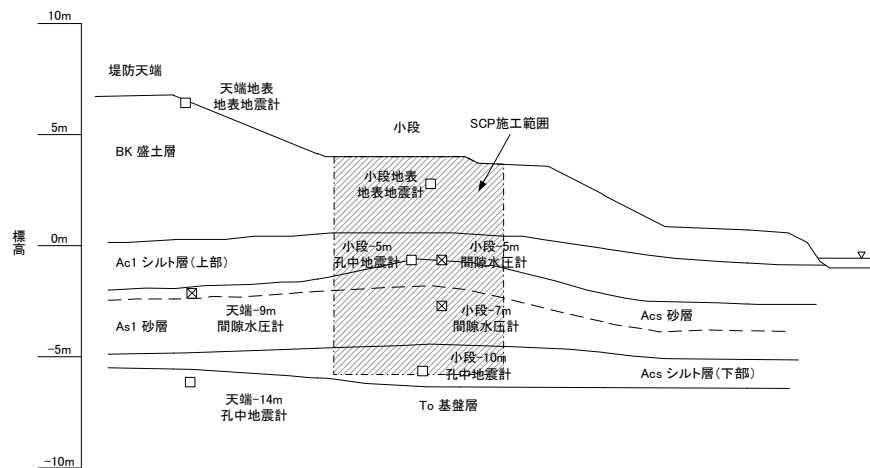 10m
堤防天端
天端地表
地表地震計
小段
SCP施工範囲
5m
BK 盛土層
小段地表
地表地震計
標高
0m
小段-5m
孔中地震計
小段-5m
間隙水圧計
Ac1 シルト層(上部)
天端-9m
間隙水圧計
小段-7m
間隙水圧計
As1 砂層
Acs 砂層
-5m
小段-10m
孔中地震計
Acs シルト層(下部)
天端-14m
孔中地震計
To 基盤層
-10m